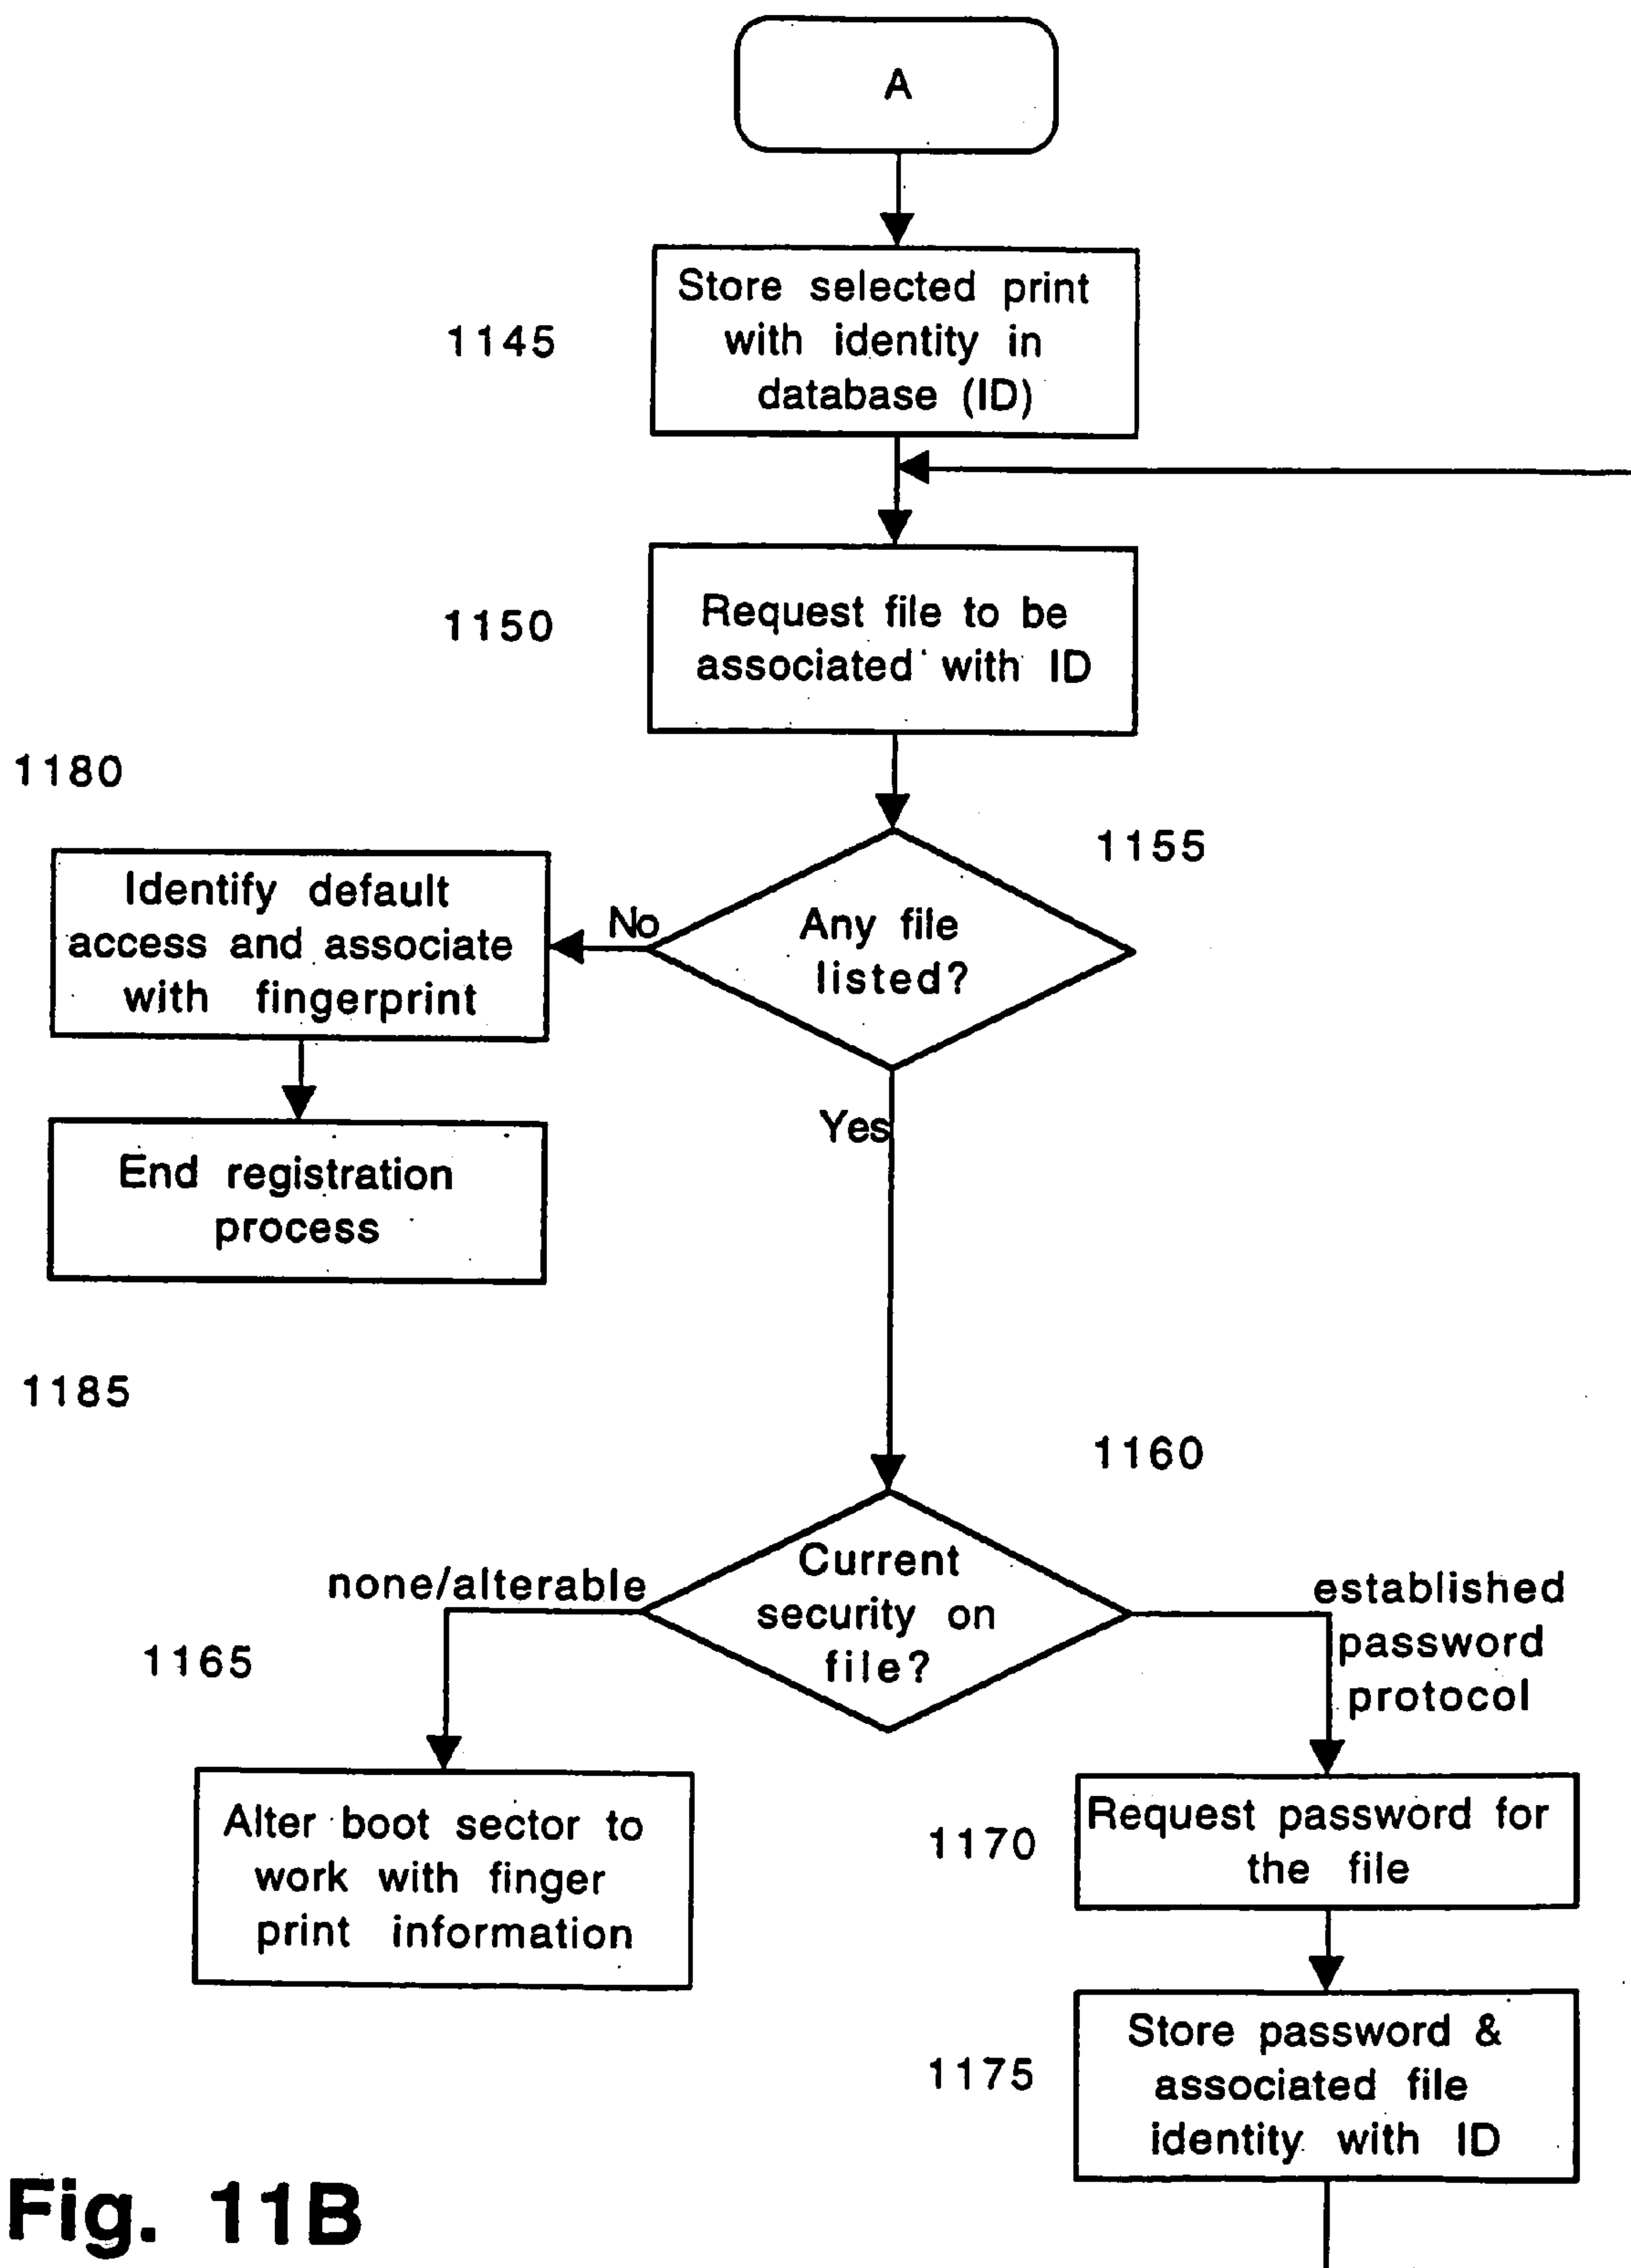 A
Store selected print
with identity in
database (ID)
1145
Request file to be
associated with ID
1150
1180
1155
Identify default
access and associate
with fingerprint
No
Any file
listed?
Yes
End registration
process
1185
1160
none/alterable
Current
security on
file?
established
password
protocol
1165
Alter boot sector to
work with finger
print information
1170
Request password for
the file
1175
Store password &
associated file
identity with ID
Fig. 11B